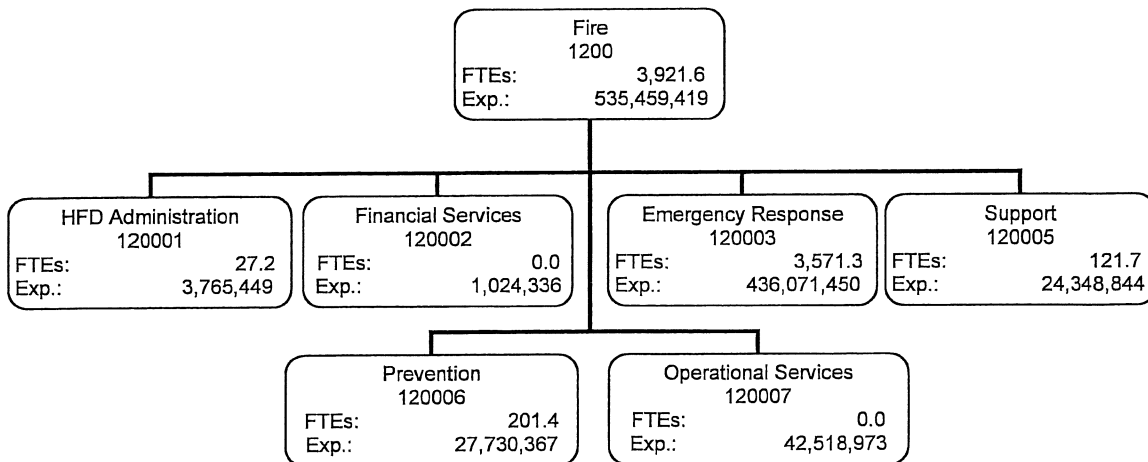 Fire
1200
FTEs: 3,921.6
Exp.: 535,459,419
HFD Administration
120001
FTEs: 27.2
Exp.: 3,765,449
Financial Services
120002
FTEs: 0.0
Exp.: 1,024,336
Emergency Response
120003
FTEs: 3,571.3
Exp.: 436,071,450
Support
120005
FTEs: 121.7
Exp.: 24,348,844
Prevention
120006
FTEs: 201.4
Exp.: 27,730,367
Operational Services
120007
FTEs: 0.0
Exp.: 42,518,973